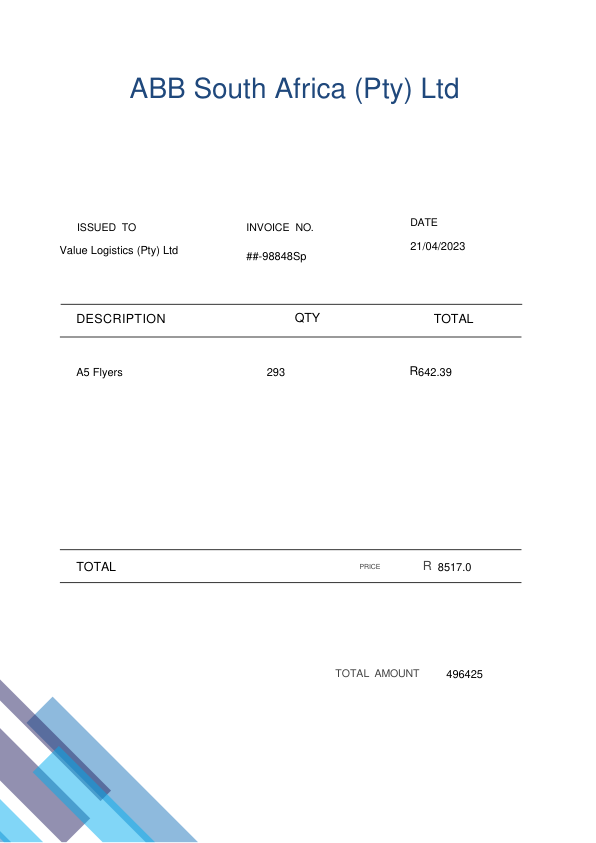 ABB South Africa (Pty) Ltd
ISSUED TO INVOICE NO. DATE
Value Logistics (Pty) Ltd ##-98848Sp 21/04/2023
DESCRIPTION QTY TOTAL
A5 Flyers 293 R642.39
TOTAL PRICE R 8517.0
TOTAL AMOUNT 496425